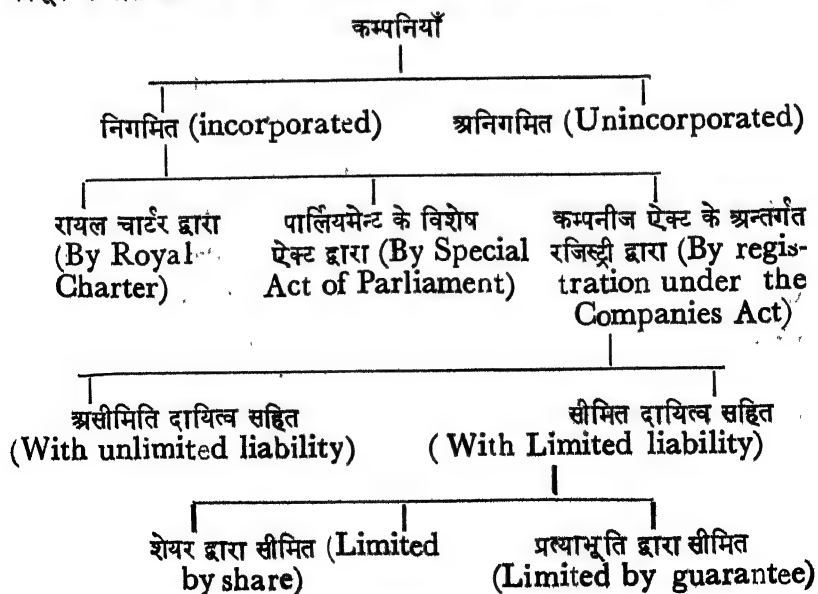 कम्पनियाँ
निगमित (incorporated) अनिगमित (Unincorporated)
रायल चार्टर द्वारा पार्लियमेन्ट के विशेष कम्पनीज ऐक्ट के अन्तर्गत
(By Royal ऐक्ट द्वारा (By Special रजिस्ट्री द्वारा (By regis-
Charter) Act of Parliament) tration under the
Companies Act)
असीमिति दायित्व सहित सीमित दायित्व सहित
(With unlimited liability) (With Limited liability)
शेयर द्वारा सीमित (Limited प्रत्याभूति द्वारा सीमित
by share) (Limited by guarantee)